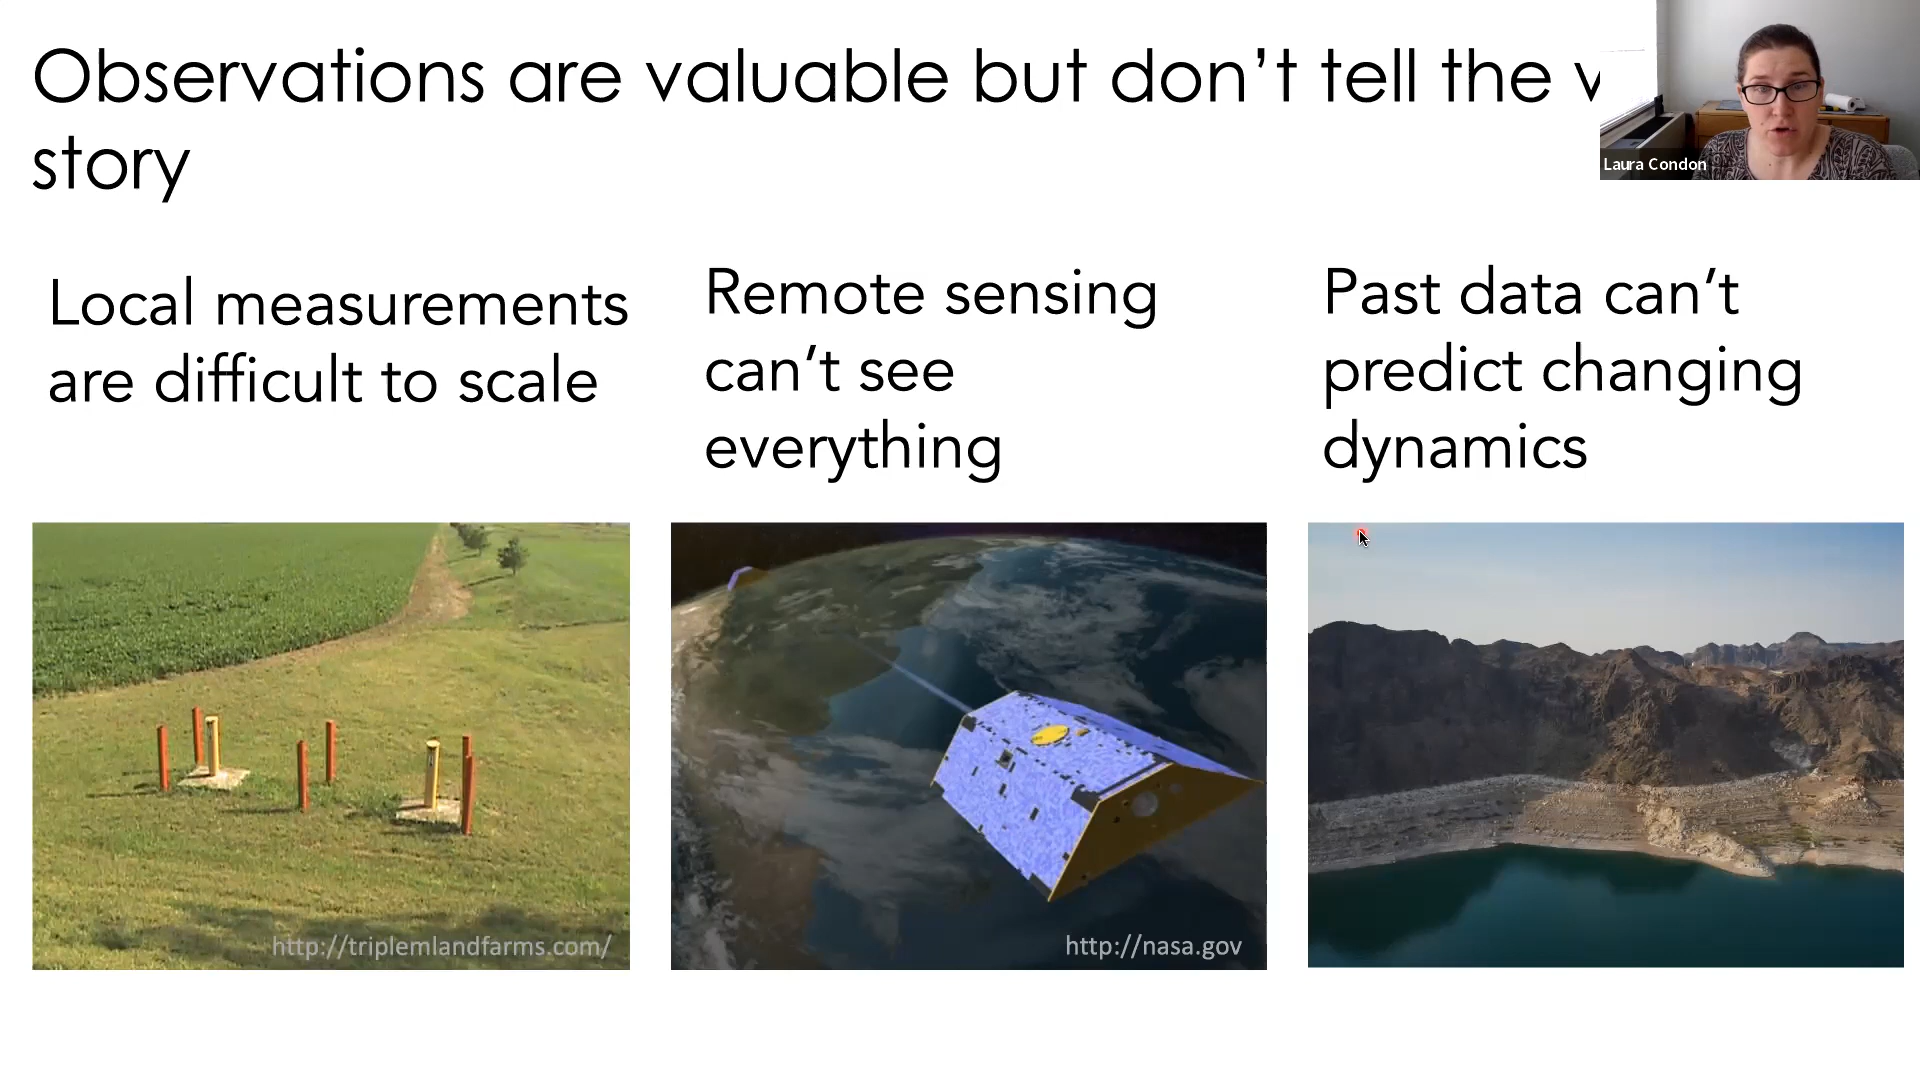 Observations are valuable but don’t tell the
story
Laura Condon
Local measurements
are difficult to scale
Remote sensing
can’t see
everything
Past data can’t
predict changing
dynamics
http://triplemlandfarms.com/
http://nasa.gov